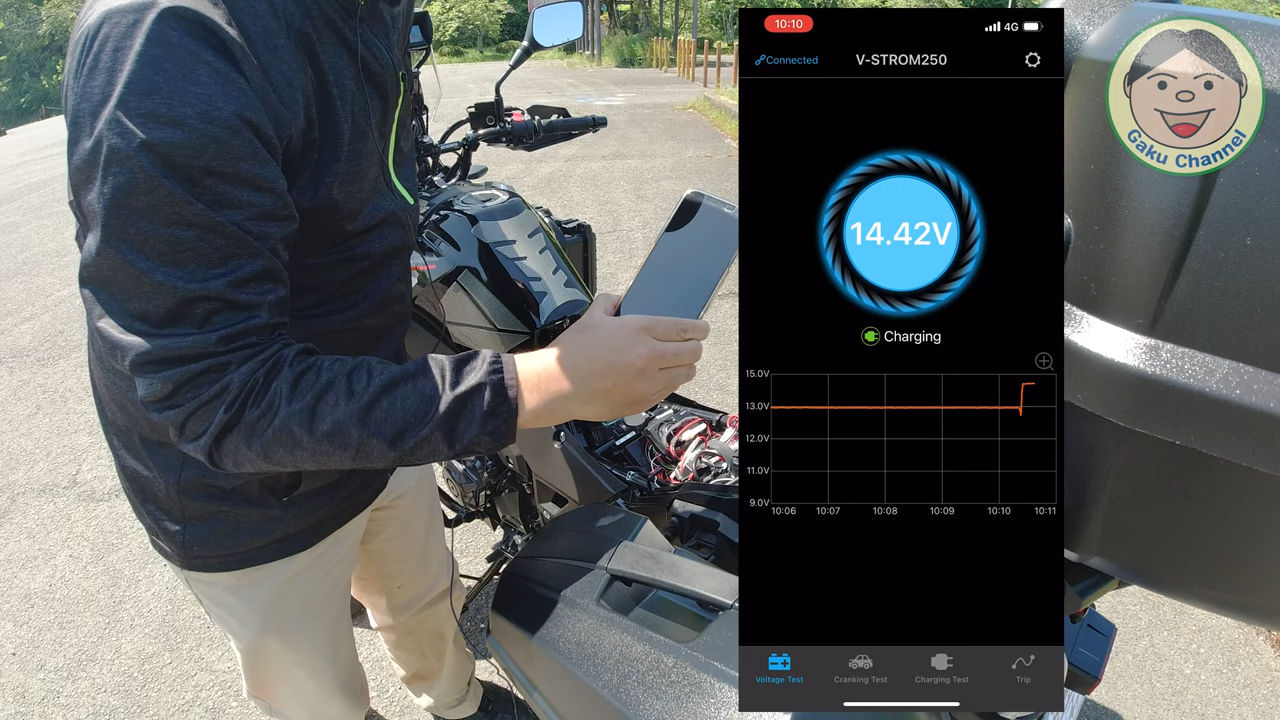 10:10
4G
Connected
V-STROM250
14.42V
Charging
15.0V
13.0V
12.0V
11.0V
9.0V
10:06 10:07 10:08 10:09 10:10 10:11
Voltage Test
Cranking Test
Charging Test
Trip
Gaku Channel